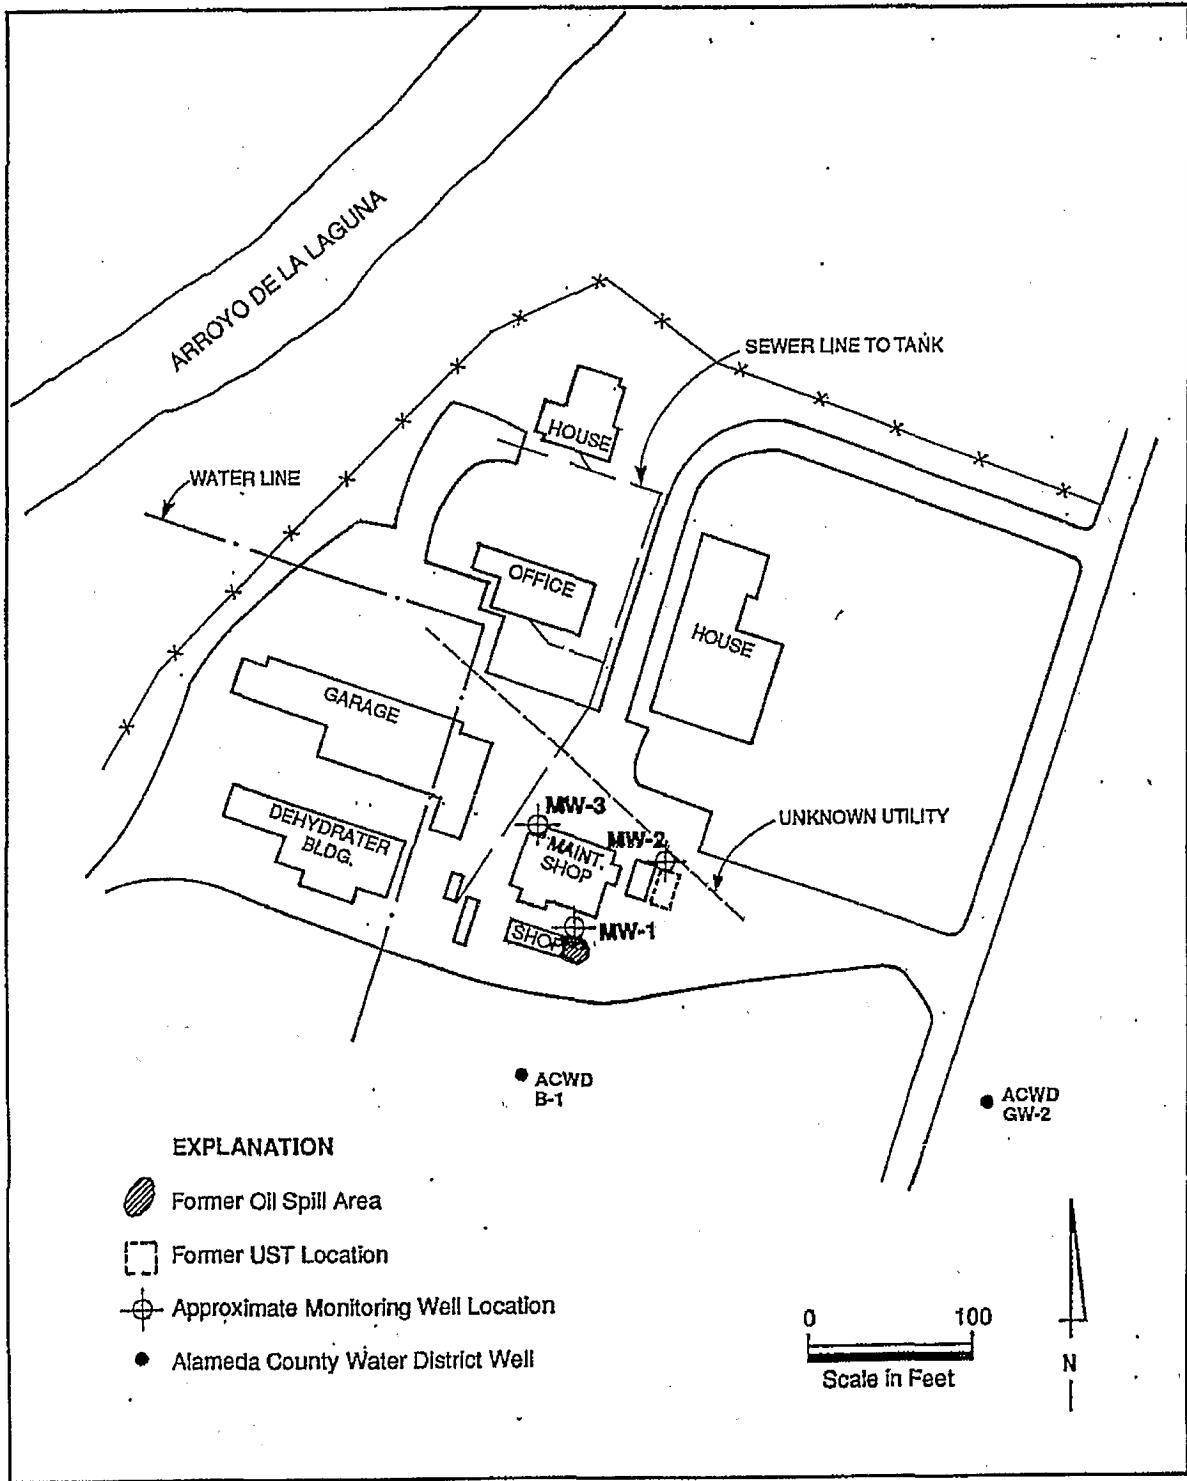 ARROYO DE LA LAGUNA
SEWER LINE TO TANK
HOUSE
WATER LINE
OFFICE
HOUSE
GARAGE
MW-3
UNKNOWN UTILITY
DEHYDRATER
BLDG.
MW-2
MAINT.
SHOP
MW-1
SHOP
ACWD
B-1
ACWD
GW-2
EXPLANATION
Former Oil Spill Area
Former UST Location
Approximate Monitoring Well Location
Alameda County Water District Well
0 100
Scale in Feet
N